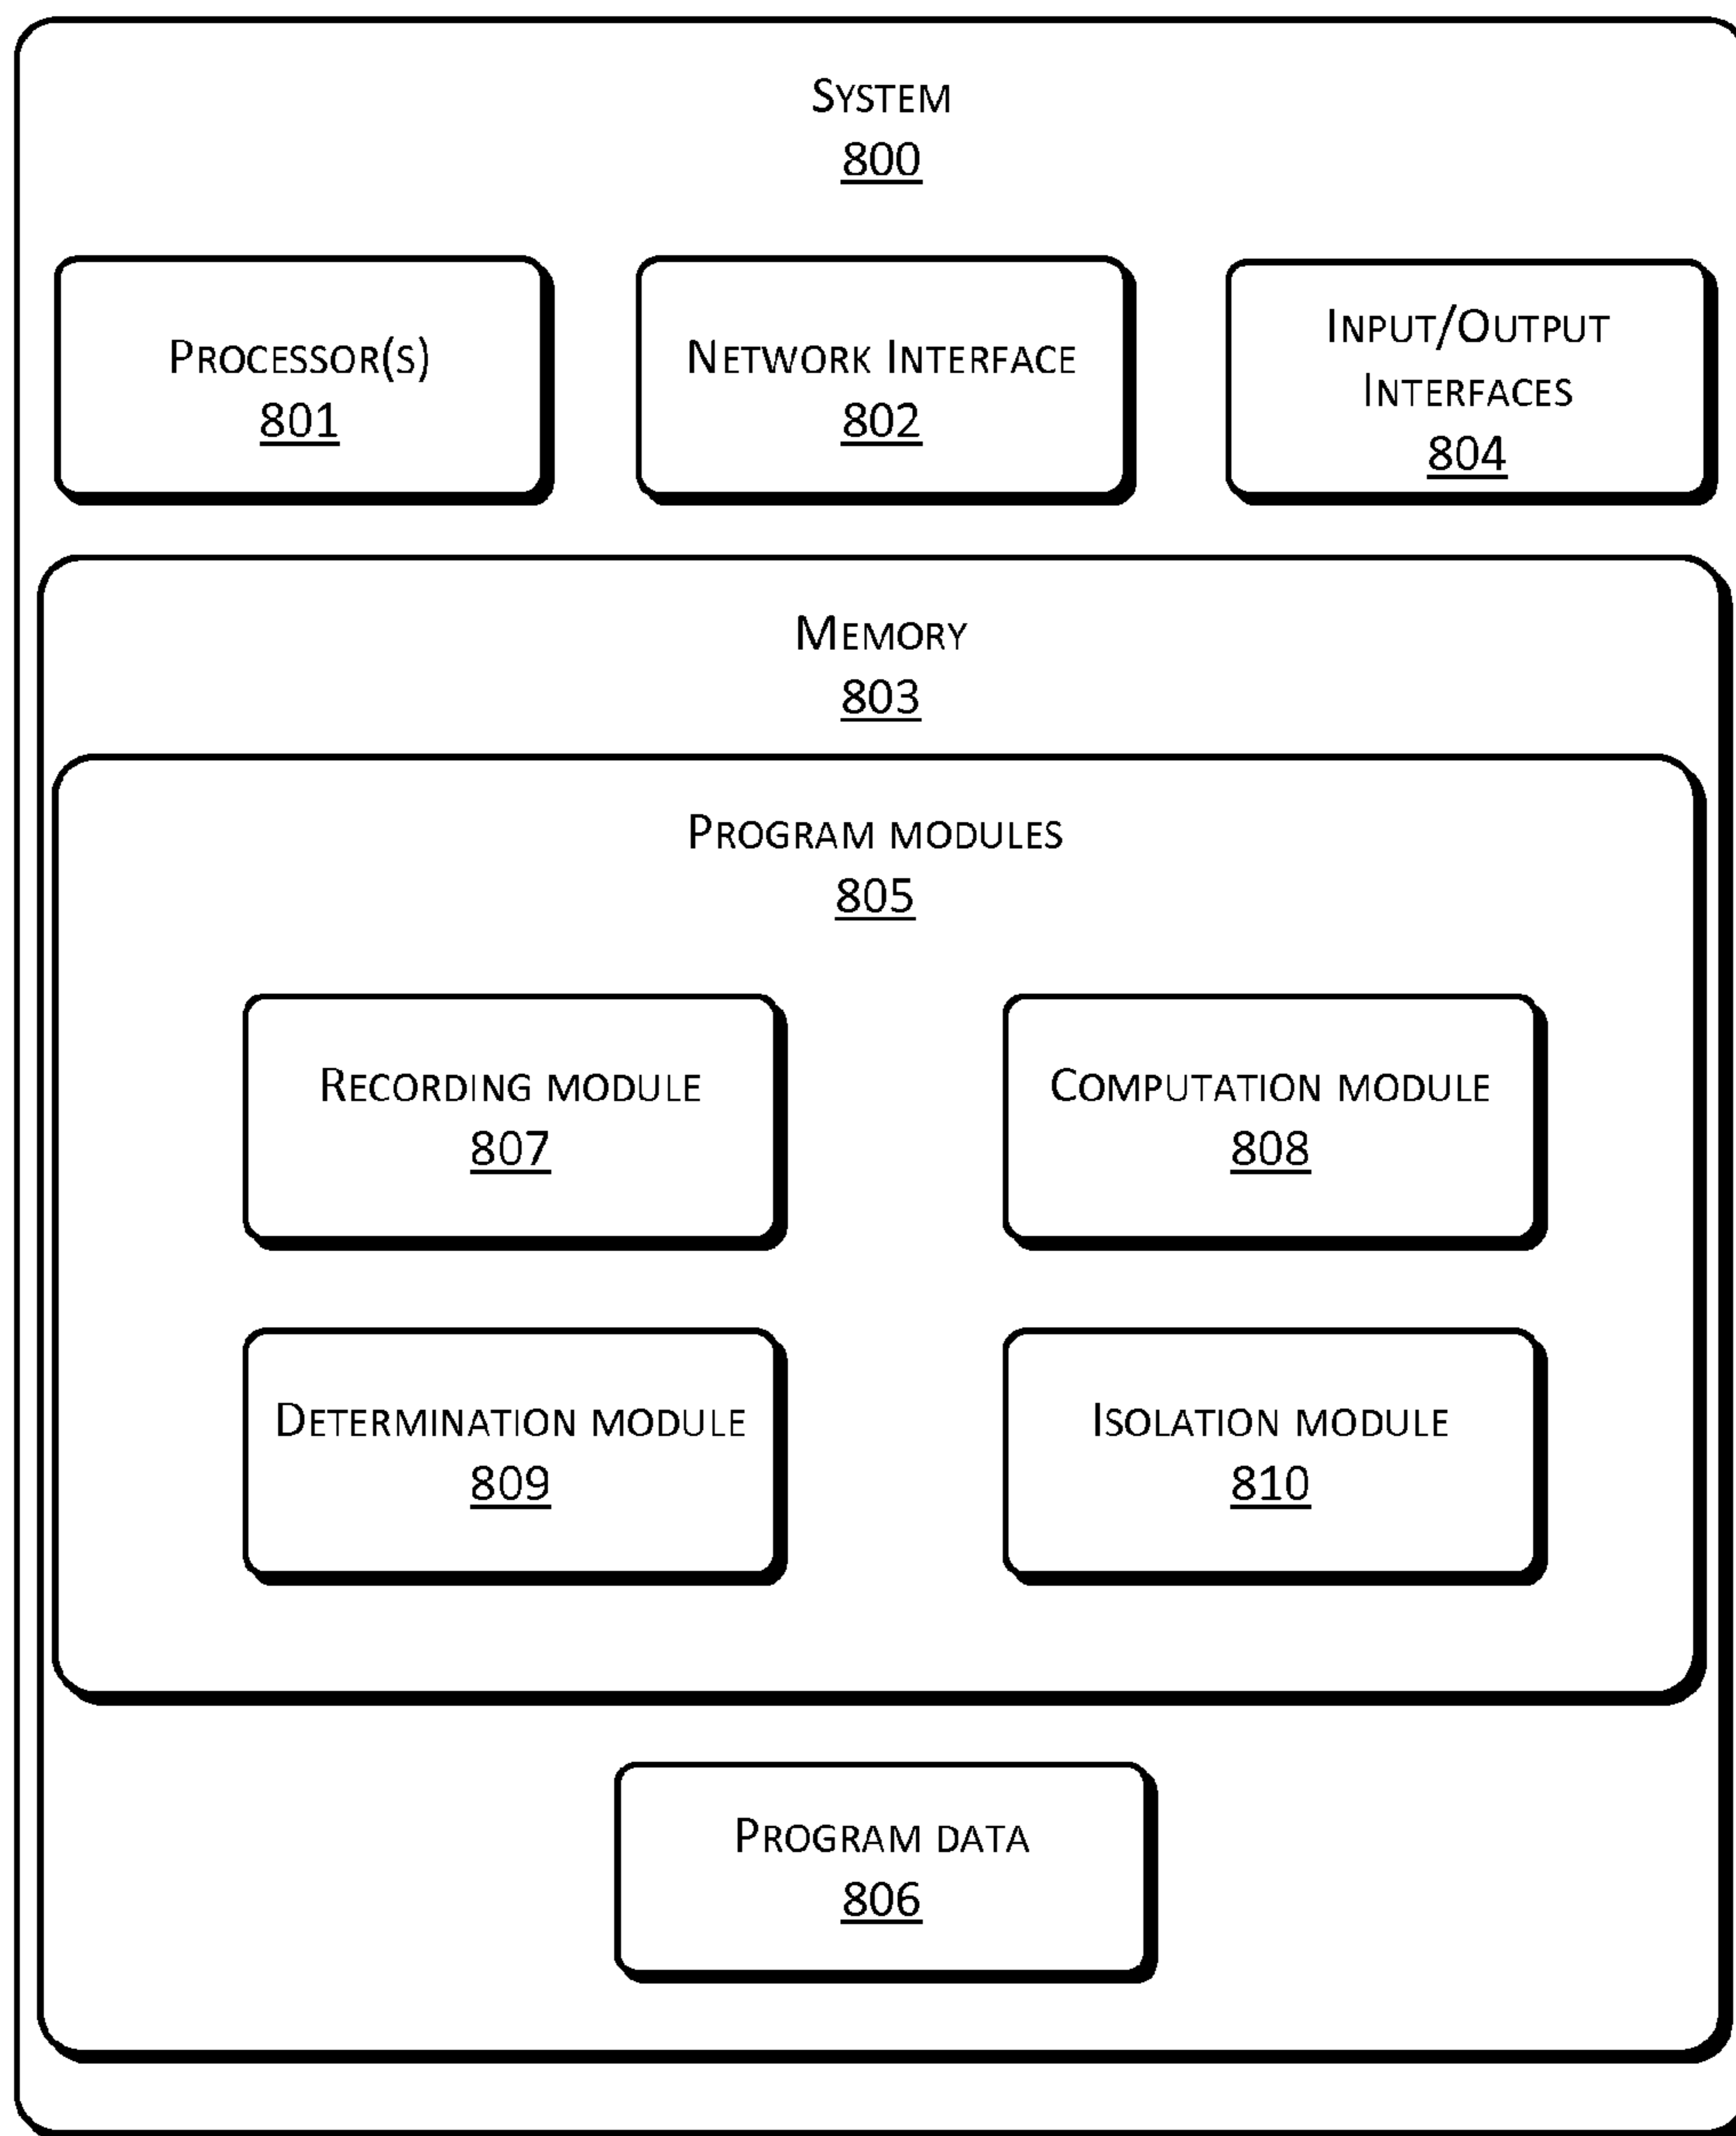 SYSTEM
800
PROCESSOR(S)
801
NETWORK INTERFACE
802
INPUT/OUTPUT
INTERFACES
804
MEMORY
803
PROGRAM MODULES
805
RECORDING MODULE
807
COMPUTATION MODULE
808
DETERMINATION MODULE
809
ISOLATION MODULE
810
PROGRAM DATA
806